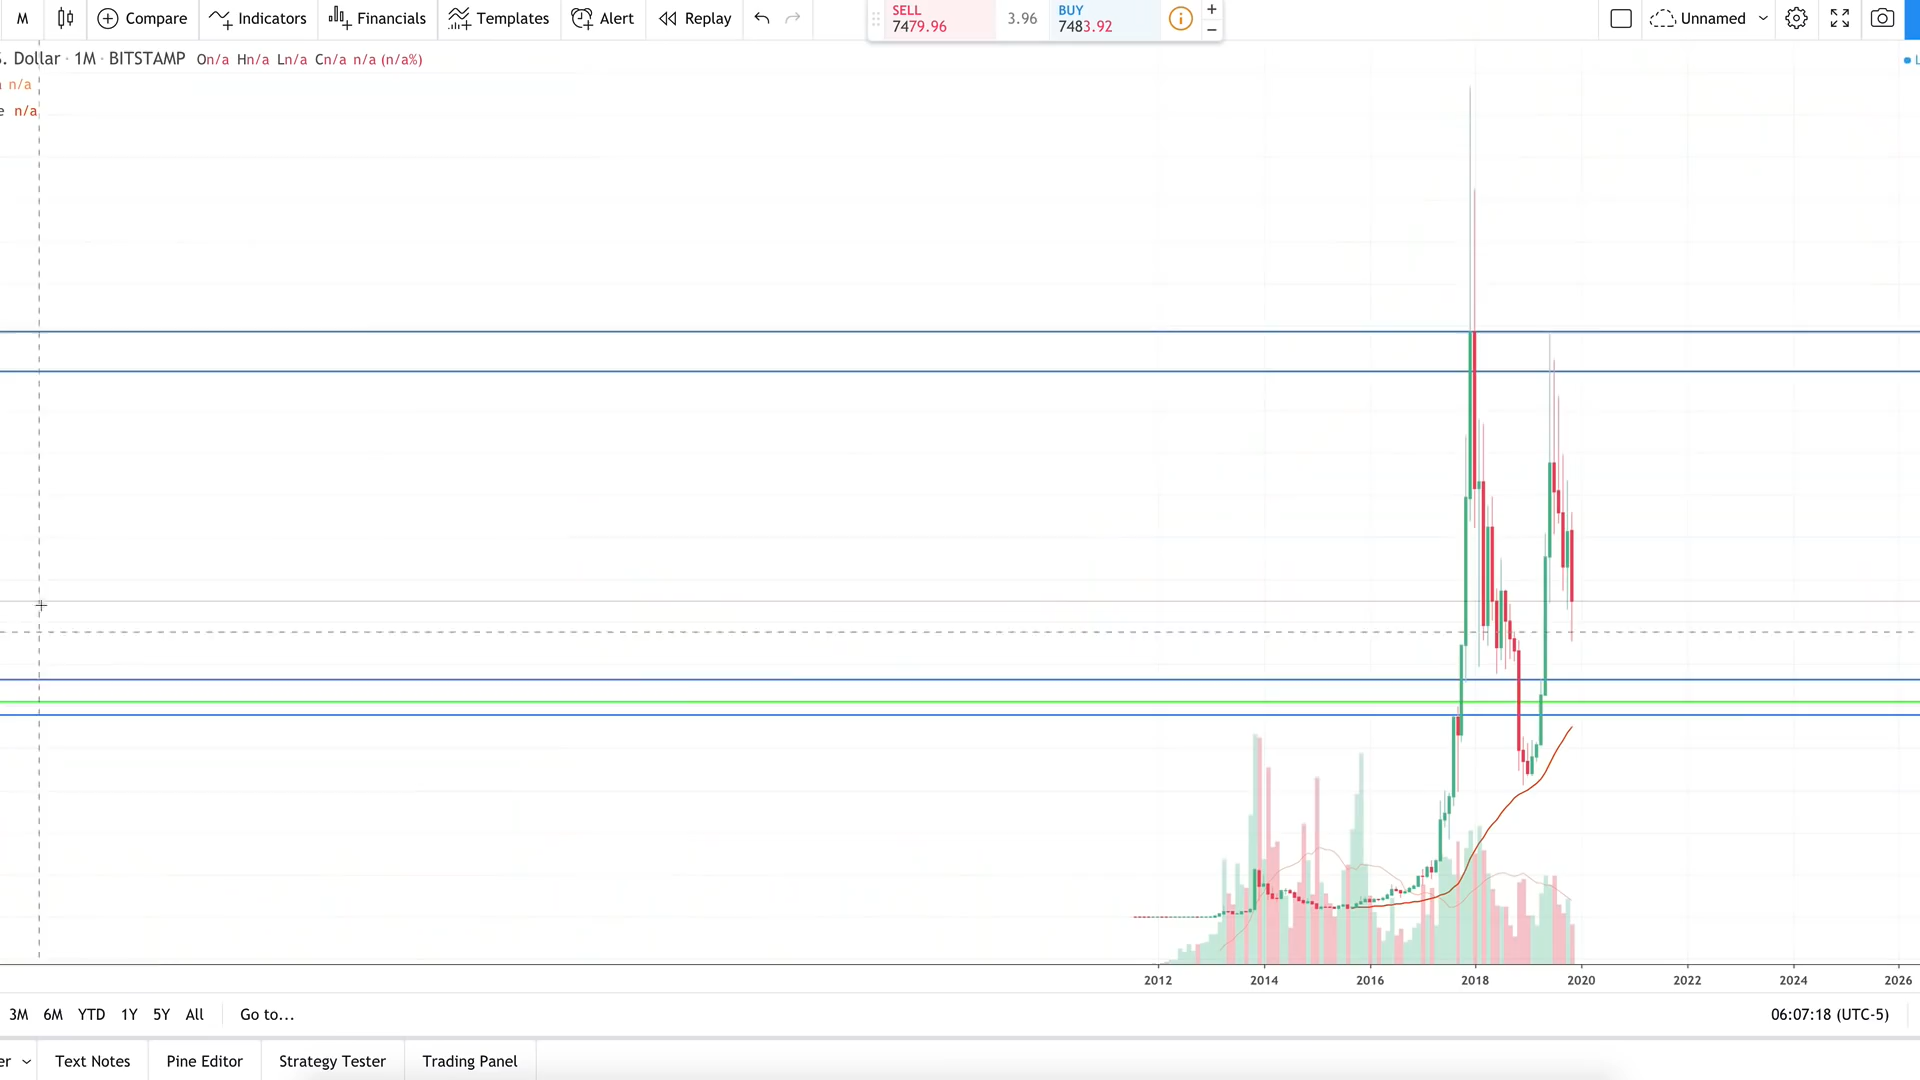 M Compare Indicators Financials Templates Alert Replay SELL 7479.96 3.96 BUY 7483.92 + − Unnamed
. Dollar · 1M · BITSTAMP On/a Hn/a Ln/a Cn/a n/a (n/a%)
n/a
e n/a
2012 2014 2016 2018 2020 2022 2024 2026
3M 6M YTD 1Y 5Y All Go to... 06:07:18 (UTC-5)
er Text Notes Pine Editor Strategy Tester Trading Panel